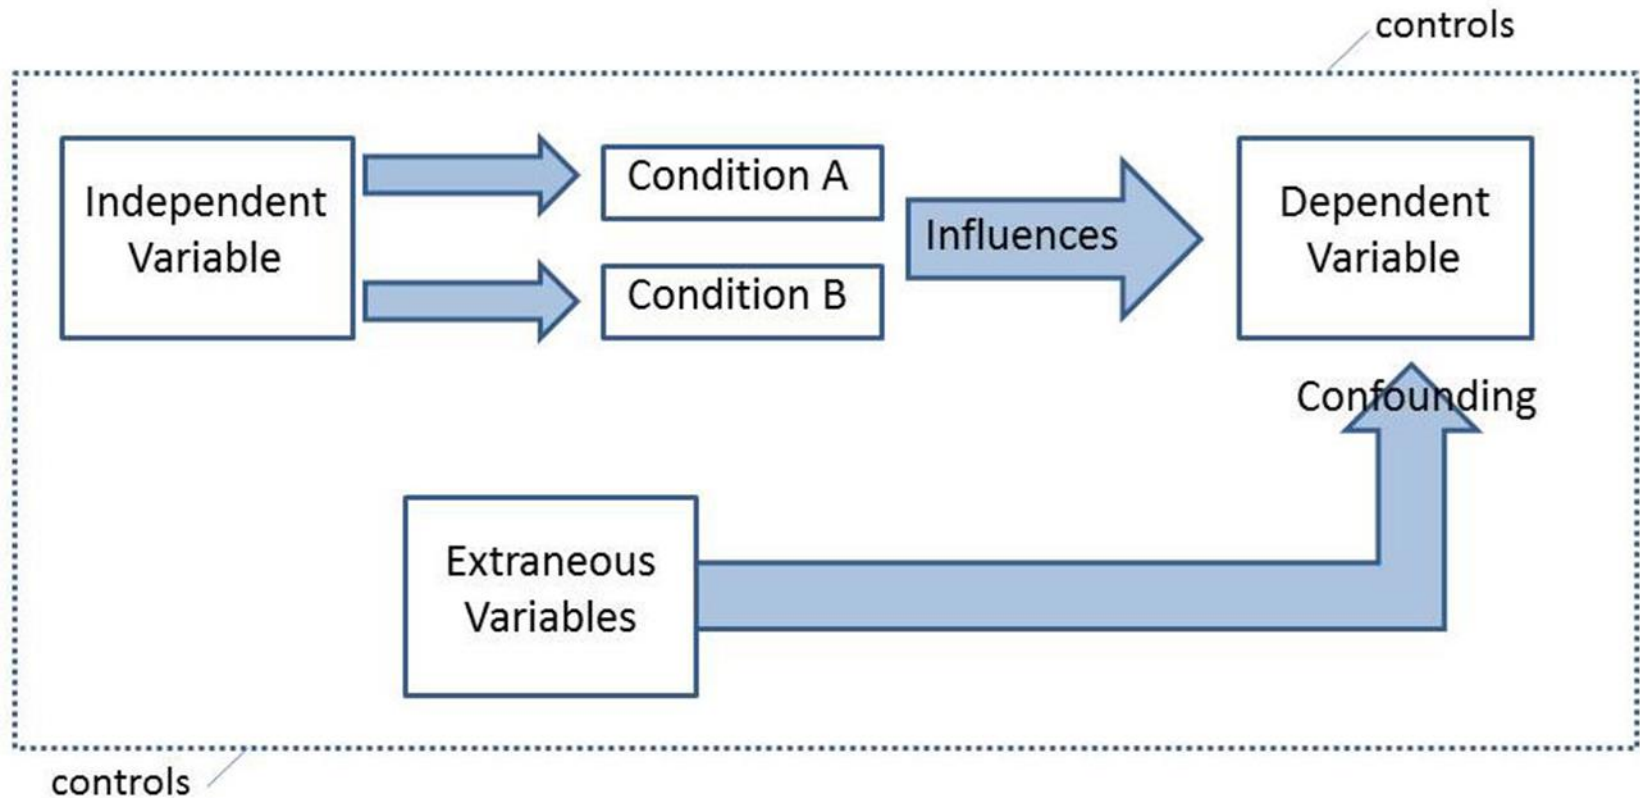 controls
Independent
Variable
Condition A
Condition B
Influences
Dependent
Variable
Confounding
Extraneous
Variables
controls